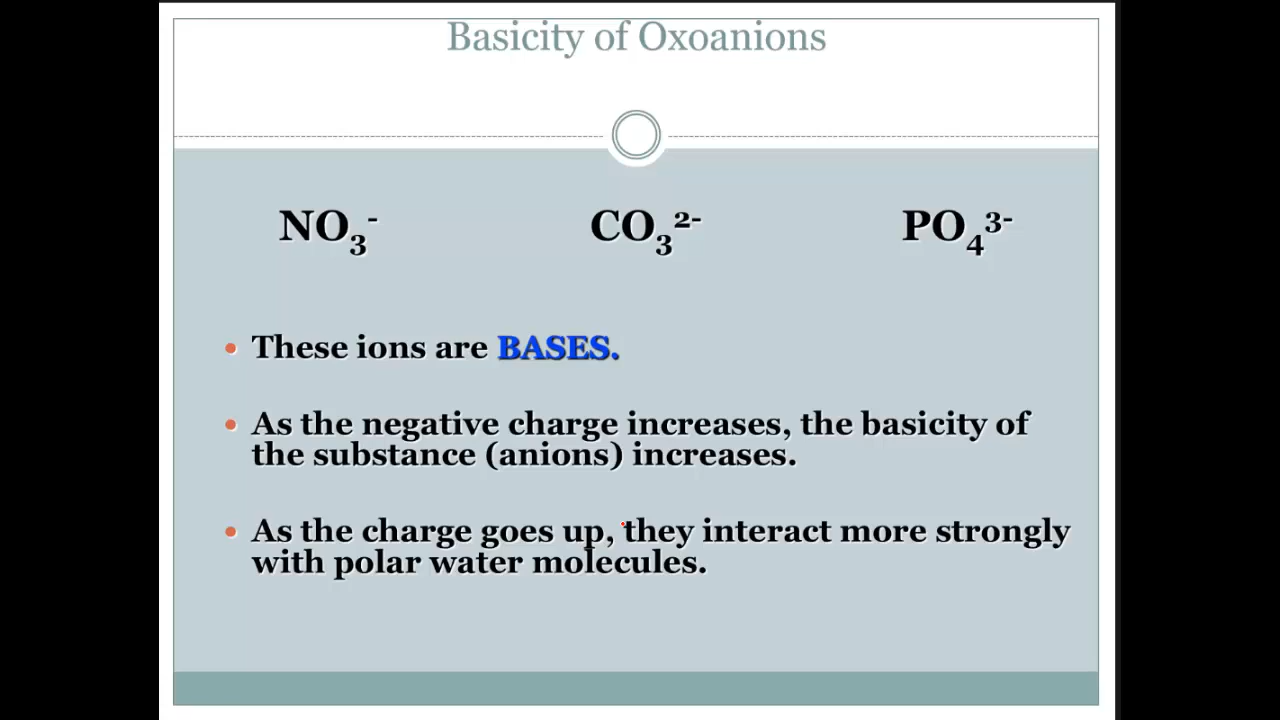 Basicity of Oxoanions
NO₃⁻ CO₃²⁻ PO₄³⁻
• These ions are BASES.
• As the negative charge increases, the basicity of
the substance (anions) increases.
• As the charge goes up, they interact more strongly
with polar water molecules.